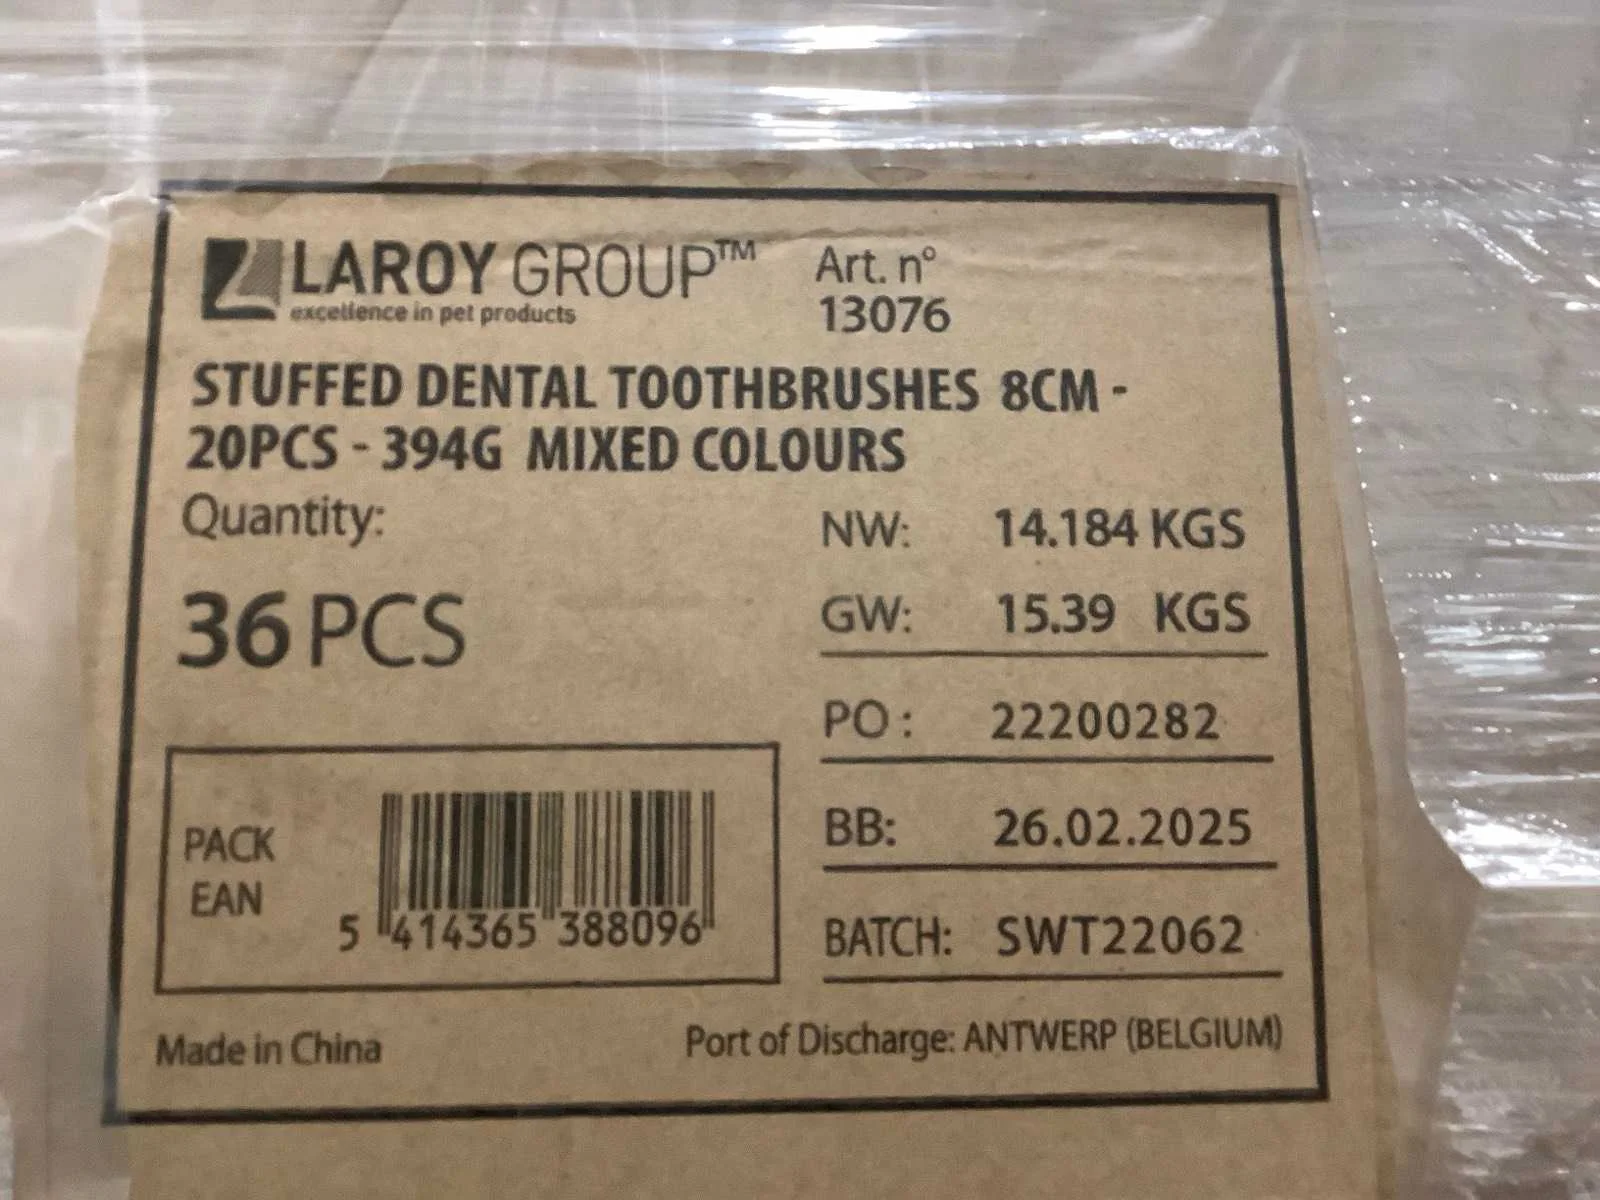 LAROY GROUP™
excellence in pet products
Art. n°
13076
STUFFED DENTAL TOOTHBRUSHES 8CM -
20PCS - 394G MIXED COLOURS
Quantity:
36 PCS
NW: 14.184 KGS
GW: 15.39 KGS
PO : 22200282
BB: 26.02.2025
BATCH: SWT22062
PACK
EAN
5 414365 388096
Made in China
Port of Discharge: ANTWERP (BELGIUM)